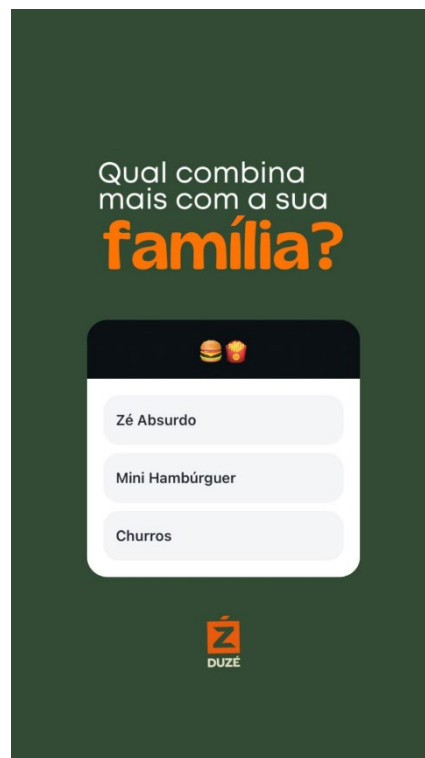 Qual combina
mais com a sua
família?
🍔🍟
Zé Absurdo
Mini Hambúrguer
Churros
Ź
DUZÉ